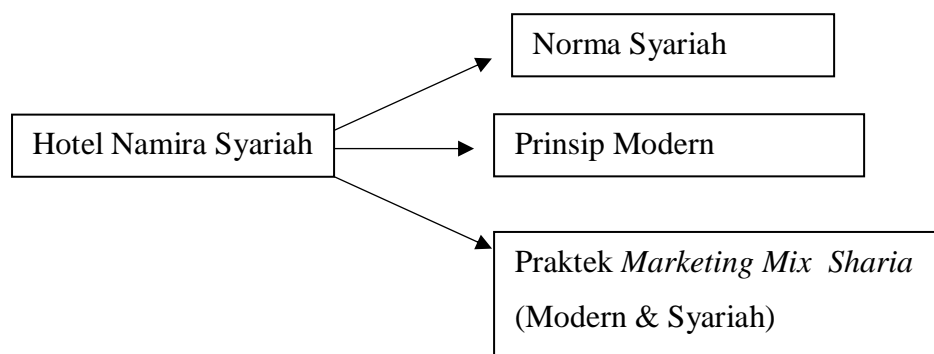 Norma Syariah
Hotel Namira Syariah
Prinsip Modern
Praktek Marketing Mix Sharia
(Modern & Syariah)